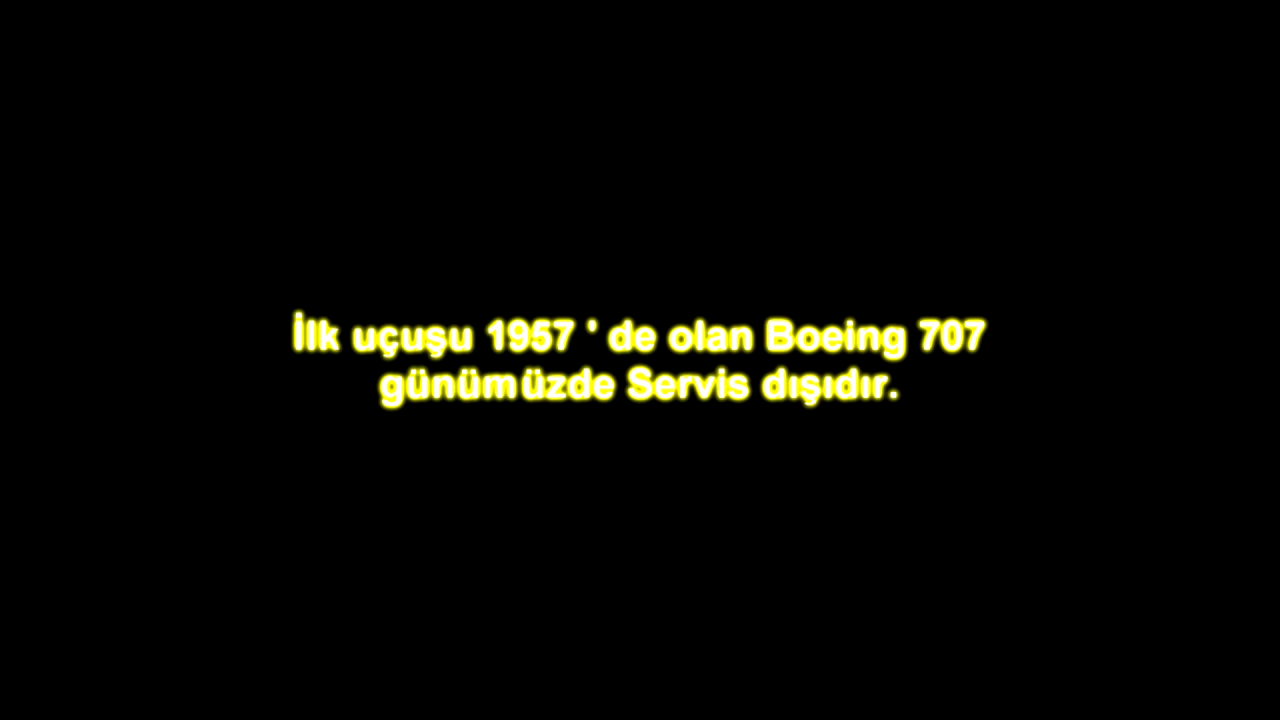 İlk uçuşu 1957 ' de olan Boeing 707
günümüzde Servis dışıdır.